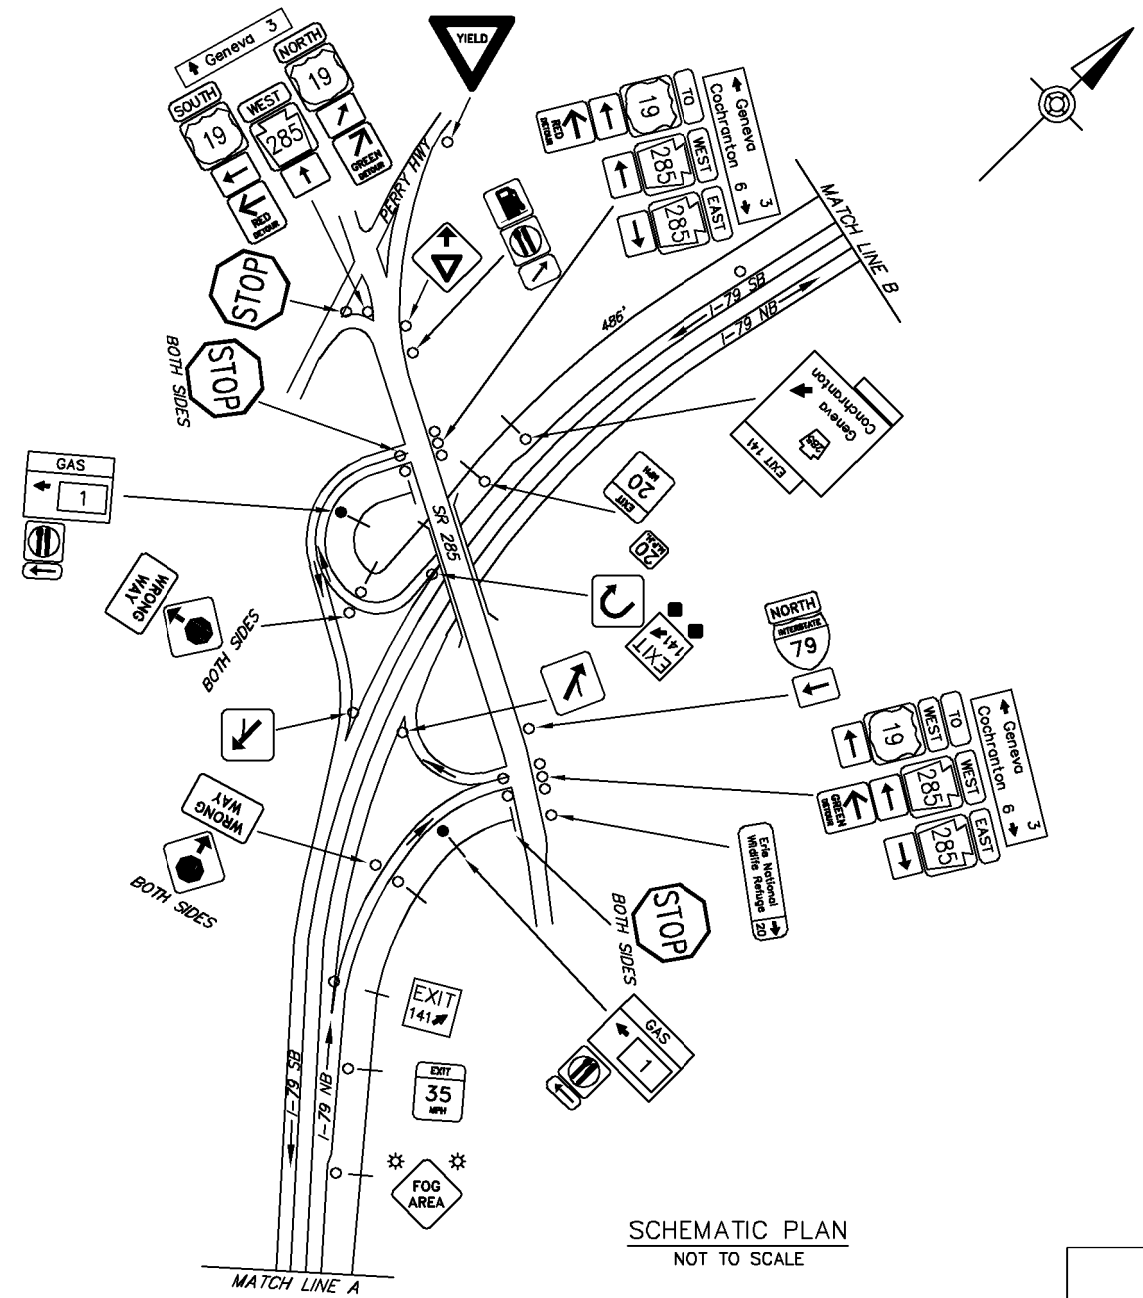 YIELD
Geneva 3
NORTH
19
WEST
285
SOUTH
19
GREEN
DETOUR
RED
DETOUR
PERRY HWY
STOP
STOP
BOTH SIDES
RED
DETOUR
19
TO
285
WEST
285
EAST
Geneva 3
Cochranton 6
MATCH LINE B
I-79 SB
I-79 NB
486'
EXIT 141
285
Geneva
Conchranton
GAS
1
EXIT
20
MPH
20
M.P.H.
SR 285
WRONG
WAY
BOTH SIDES
EXIT
141
NORTH
INTERSTATE
79
19
WEST
TO
GREEN
DETOUR
285
WEST
285
EAST
Geneva 3
Cochranton 6
WRONG
WAY
BOTH SIDES
Erie National
Wildlife Refuge
20
STOP
BOTH SIDES
EXIT
141
GAS
1
EXIT
35
MPH
I-79 SB
I-79 NB
FOG
AREA
MATCH LINE A
SCHEMATIC PLAN
NOT TO SCALE